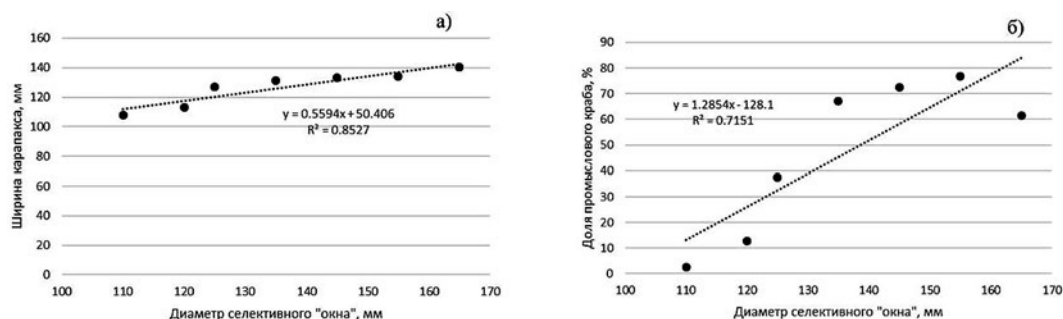 а)
Ширина карапакса, мм
160
140
120
100
80
60
40
20
0
y = 0.5594x + 50.406
R² = 0.8527
100 110 120 130 140 150 160 170
Диаметр селективного "окна", мм
б)
Доля промыслового краба, %
90
80
70
60
50
40
30
20
10
0
y = 1.2854x - 128.1
R² = 0.7151
100 110 120 130 140 150 160 170
Диаметр селективного "окна", мм